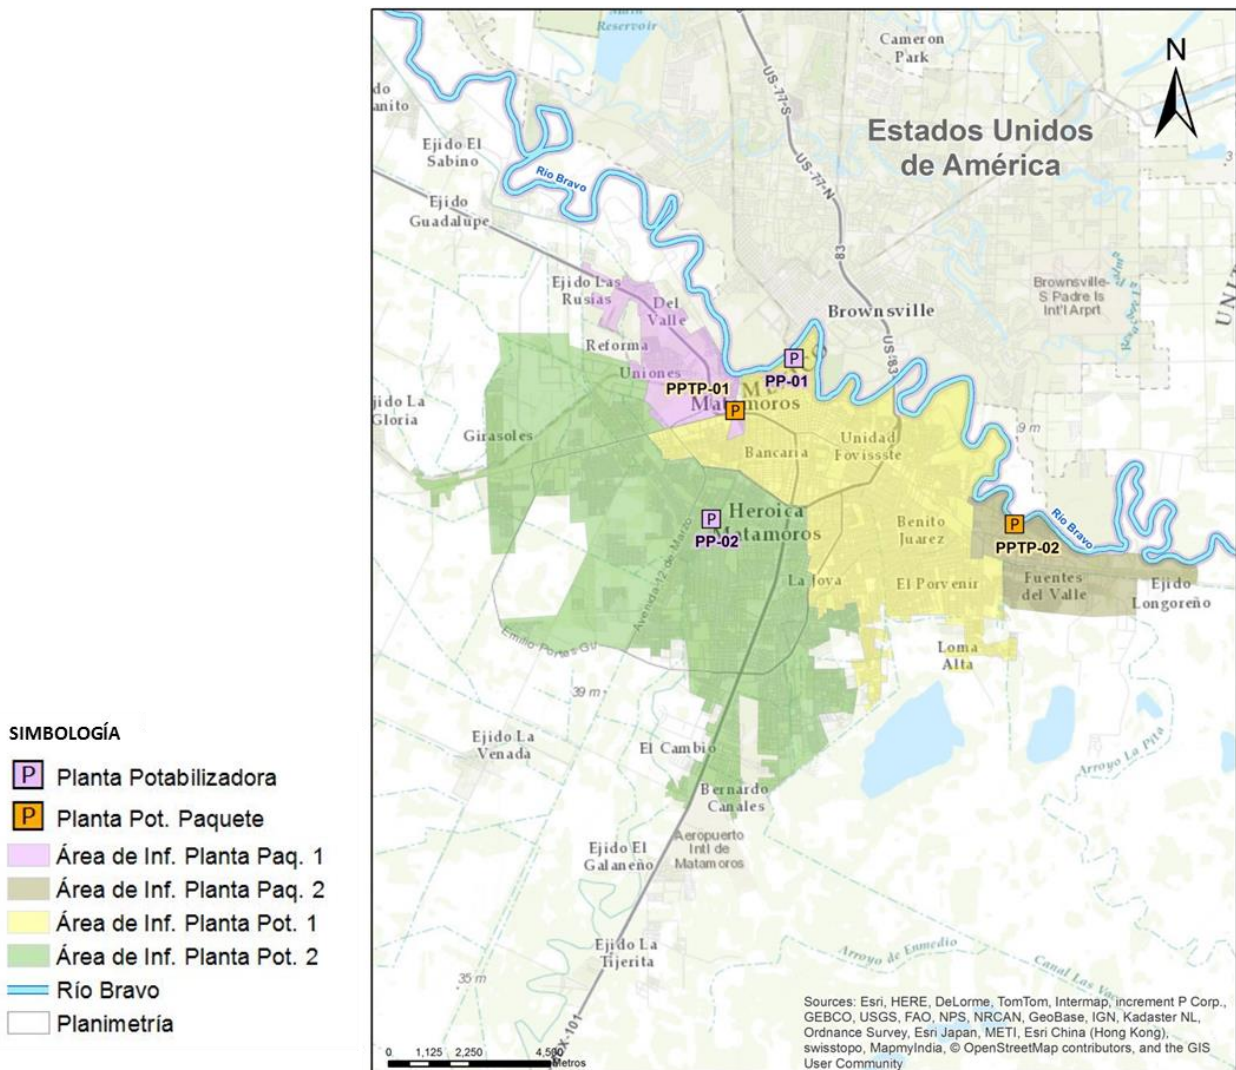 Main
Reservoir
Cameron
Park
N
US-77-S
Estados Unidos
de América
Ejido El
Sabino
Río Bravo
US-77-N
Ejido
Guadalupe
83
Ejido Las
Rusias
Del
Valle
Brownsville-
S Padre Is
Int'l Arprt
Brownsville
Reforma
Uniones
US-83
PP-01
P
PPTP-01
Matamoros
P
Girasoles
Bancaria
Unidad
Fovissste
9 m
Heroica
Matamoros
P
PP-02
Benito
Juarez
P
PPTP-02
Río Bravo
Avenida 12 de Marzo
La Joya
El Porvenir
Fuentes
del Valle
Ejido
Longoreño
Emilio Portes Gu
Loma
Alta
39 m
Ejido La
Venada
El Cambio
Arroyo La Pita
Bernardo
Canales
Aeropuerto
Intl de
Matamoros
Ejido El
Galaneño
Ejido La
Tijerita
Arroyo de Enmedio
35 m
SIMBOLOGÍA
P Planta Potabilizadora
P Planta Pot. Paquete
Área de Inf. Planta Paq. 1
Área de Inf. Planta Paq. 2
Área de Inf. Planta Pot. 1
Área de Inf. Planta Pot. 2
Río Bravo
Planimetría
0 1,125 2,250 4,500
Metros
Sources: Esri, HERE, DeLorme, TomTom, Intermap, increment P Corp.,
GEBCO, USGS, FAO, NPS, NRCAN, GeoBase, IGN, Kadaster NL,
Ordnance Survey, Esri Japan, METI, Esri China (Hong Kong),
swisstopo, MapmyIndia, © OpenStreetMap contributors, and the GIS
User Community